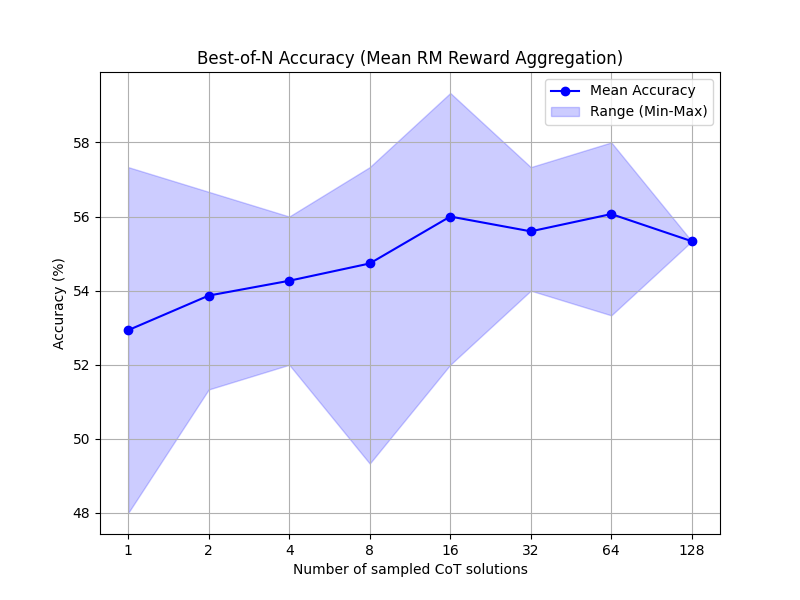 Best-of-N Accuracy (Mean RM Reward Aggregation)
Mean Accuracy
Range (Min-Max)
Accuracy (%)
58
56
54
52
50
48
1 2 4 8 16 32 64 128
Number of sampled CoT solutions